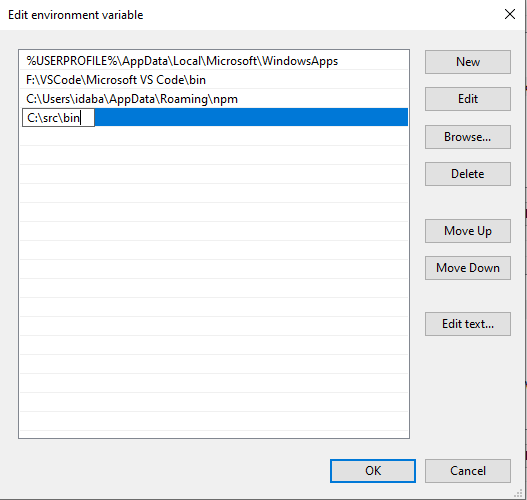 Edit environment variable
%USERPROFILE%\AppData\Local\Microsoft\WindowsApps
F:\VSCode\Microsoft VS Code\bin
C:\Users\idaba\AppData\Roaming\npm
C:\src\bin
New
Edit
Browse...
Delete
Move Up
Move Down
Edit text...
OK
Cancel